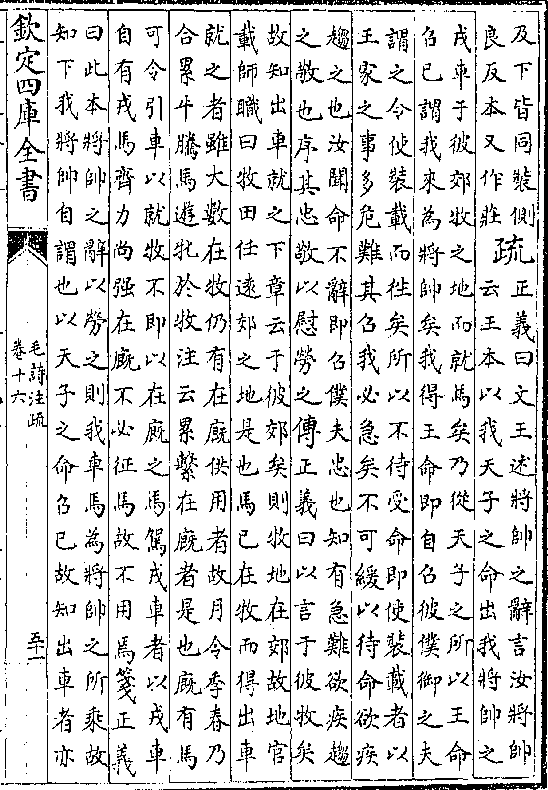 及下皆同裝側
良反本又作莊
疏
正義曰文王述將帥之辭言汝將帥
云王本以我天子之命出我將帥之
戎車于彼郊牧之地而就馬矣乃從天子之所以王命
召已謂我來為將帥矣我得王命即自召彼僕御之夫
謂之令使裝載而往矣所以不待受命即使裝載者以
王家之事多危難其召我必急矣不可緩以待命欲疾
趨之也汝聞命不辭即召僕夫忠也知有急難欲疾趨
之敬也序其忠敬以慰勞之傳正義曰以言于彼牧矣
故知出車就之下章云于彼郊矣則牧地在郊故地官
載師職曰牧田任逺郊之地是也馬已在牧而得出車
就之者雖大數在牧仍有在廐供用者故月令季春乃
合累牛騰馬遊牝於牧注云累繫在廐者是也廐有馬
可令引車以就牧不即以在廐之馬駕戎車者以戎車
自有戎馬齊力尚强在廐不必征馬故不用焉箋正義
曰此本將帥之辭以勞之則我車馬為將帥之所乘故
知下我將帥自謂也以天子之命召已故知出車者亦
欽定四庫全書
毛詩注疏
卷十六
五十一